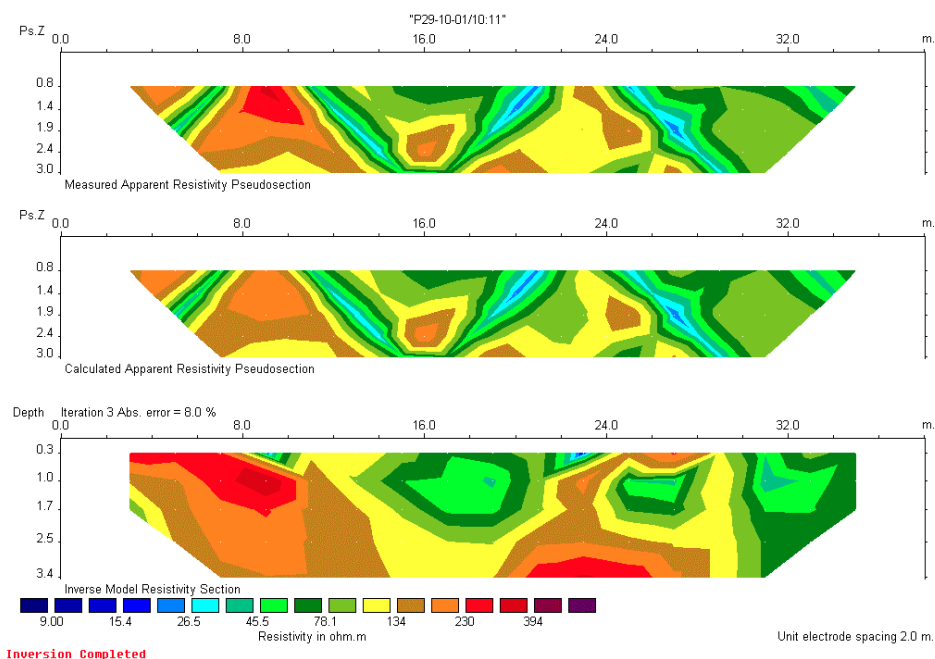 "P29-10-01/10:11"
Ps.Z 0.0 8.0 16.0 24.0 32.0 m.
0.8
1.4
1.9
2.4
3.0
Measured Apparent Resistivity Pseudosection
Ps.Z 0.0 8.0 16.0 24.0 32.0 m.
0.8
1.4
1.9
2.4
3.0
Calculated Apparent Resistivity Pseudosection
Depth Iteration 3 Abs. error = 8.0 %
0.0 8.0 16.0 24.0 32.0 m.
0.3
1.0
1.7
2.5
3.4
Inverse Model Resistivity Section
9.00 15.4 26.5 45.5 78.1 134 230 394
Resistivity in ohm.m
Unit electrode spacing 2.0 m.
Inversion Completed